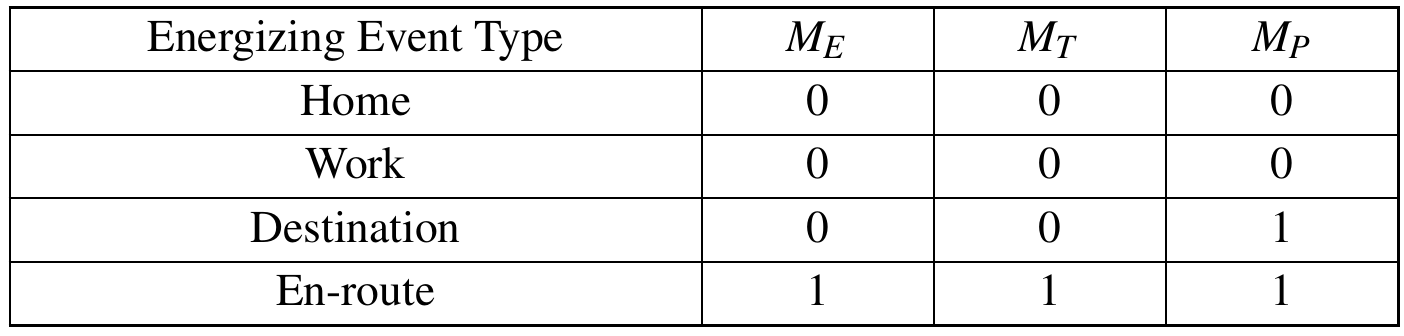 Energizing Event Type M_E M_T M_P
Home 0 0 0
Work 0 0 0
Destination 0 0 1
En-route 1 1 1